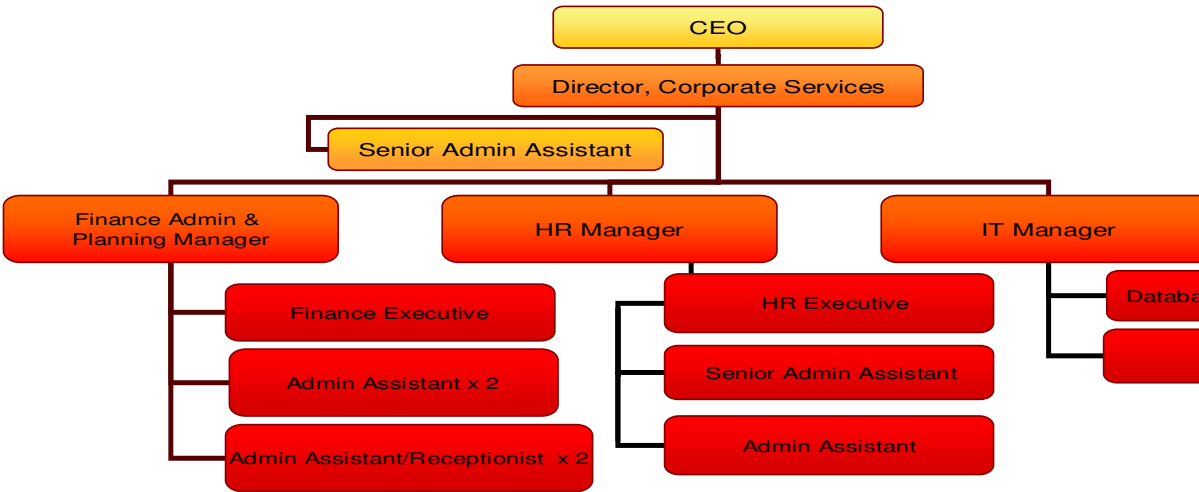 CEO
Director, Corporate Services
Senior Admin Assistant
Finance Admin &
Planning Manager
HR Manager
IT Manager
Finance Executive
Admin Assistant x 2
Admin Assistant/Receptionist x 2
HR Executive
Senior Admin Assistant
Admin Assistant